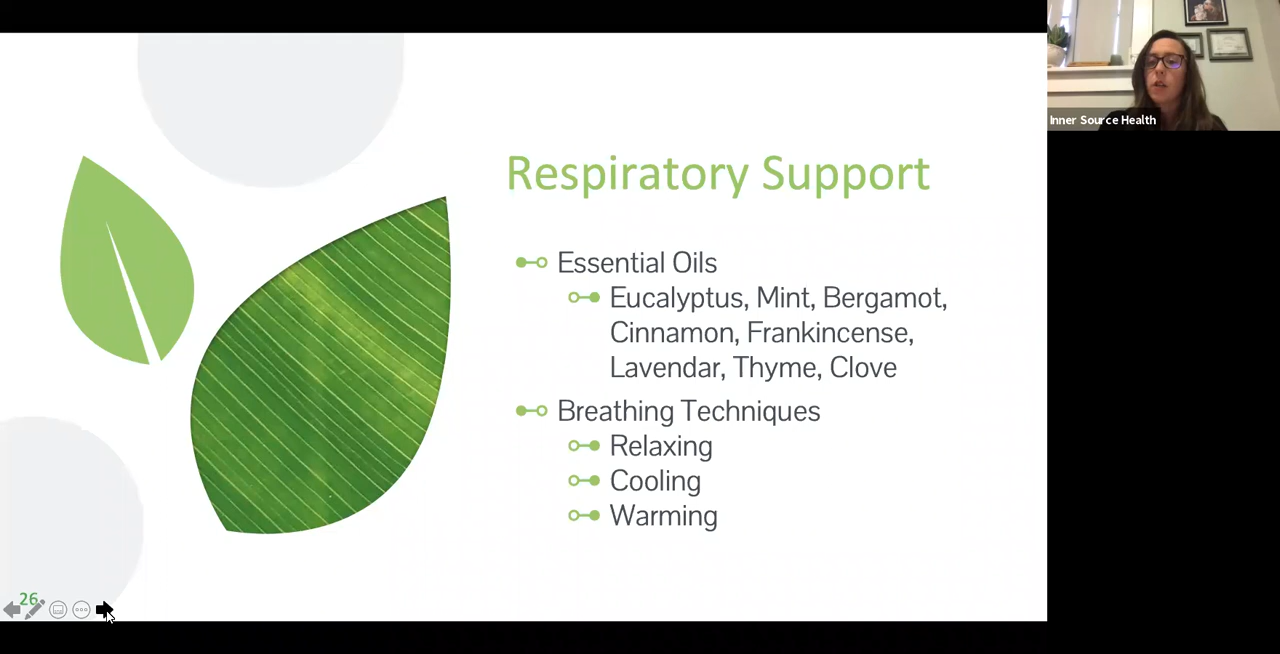 Respiratory Support
Essential Oils
Eucalyptus, Mint, Bergamot,
Cinnamon, Frankincense,
Lavendar, Thyme, Clove
Breathing Techniques
Relaxing
Cooling
Warming
26
Inner Source Health